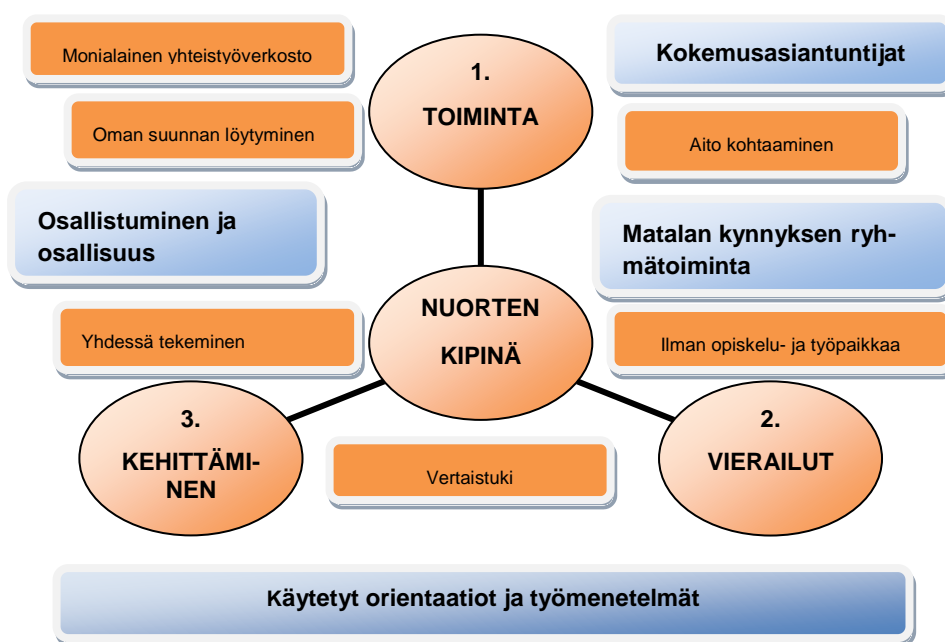 Monialainen yhteistyöverkosto
1.
TOIMINTA
Kokemusasiantuntijat
Oman suunnan löytyminen
Aito kohtaaminen
Osallistuminen ja
osallisuus
Matalan kynnyksen ryh-
mätoiminta
NUORTEN
KIPINÄ
Yhdessä tekeminen
Ilman opiskelu- ja työpaikkaa
3.
KEHITTÄMI-
NEN
2.
VIERAILUT
Vertaistuki
Käytetyt orientaatiot ja työmenetelmät